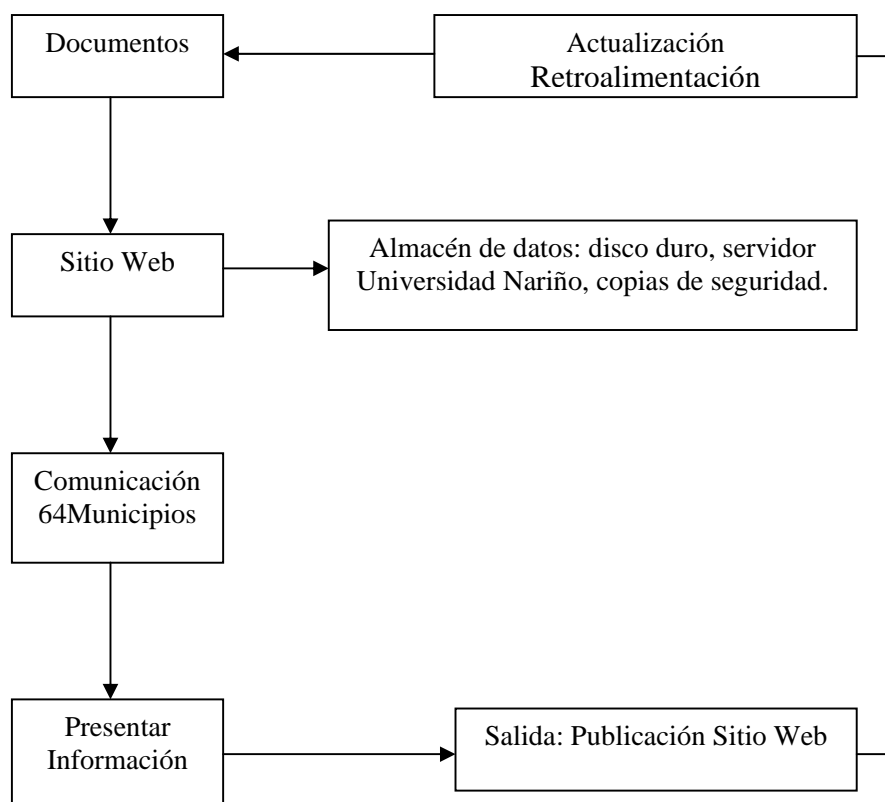 Documentos
Actualización
Retroalimentación
Sitio Web
Almacén de datos: disco duro, servidor
Universidad Nariño, copias de seguridad.
Comunicación
64Municipios
Presentar
Información
Salida: Publicación Sitio Web